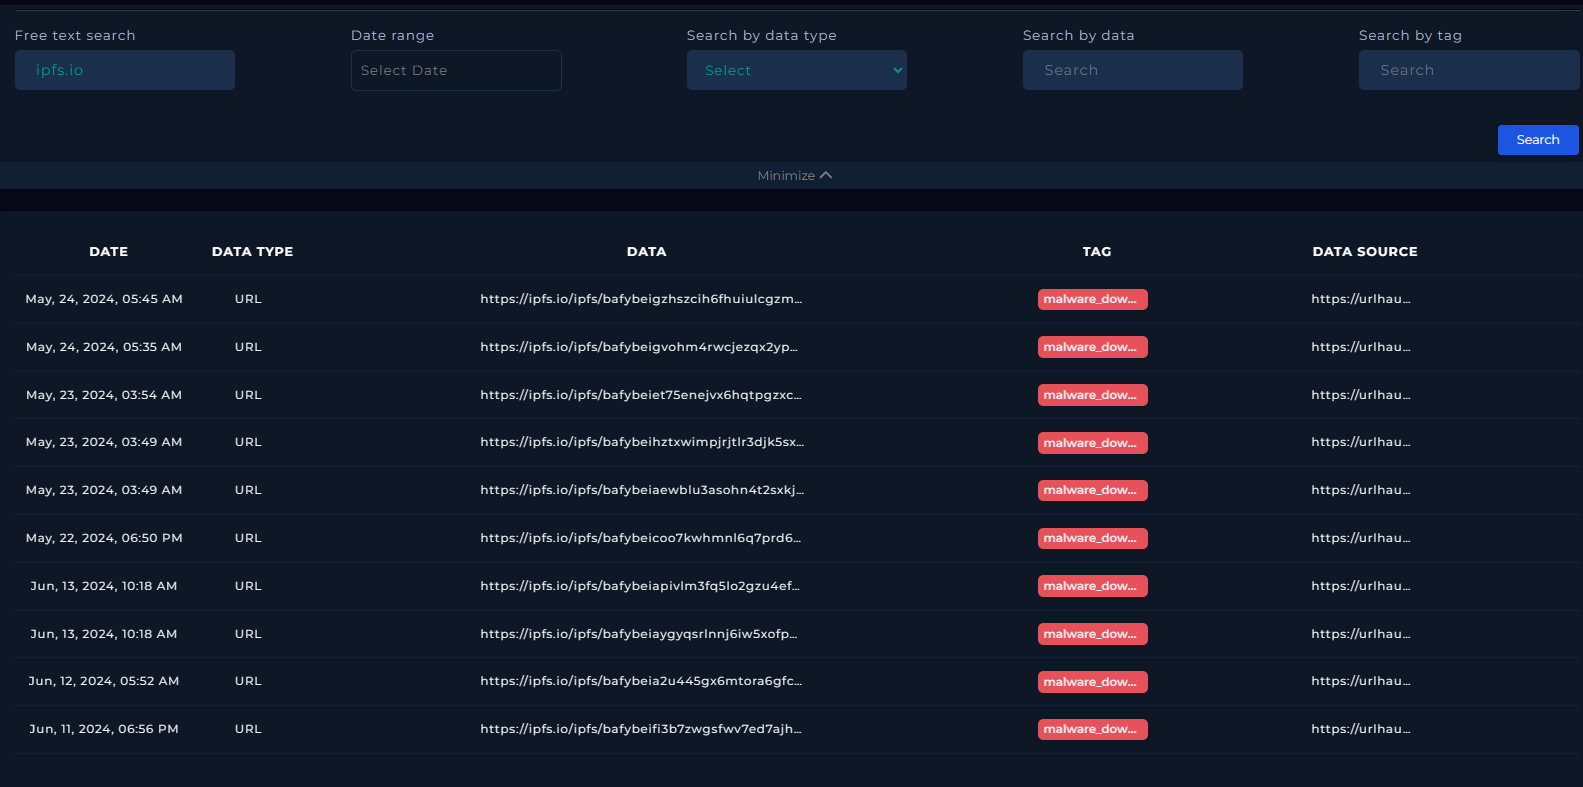 Free text search Date range Search by data type Search by data Search by tag
ipfs.io Select Date Select Search Search
Search
Minimize
DATE DATA TYPE DATA TAG DATA SOURCE
May, 24, 2024, 05:45 AM URL https://ipfs.io/ipfs/bafybeigzhszcih6fhuiulcgzm... malware_dow... https://urlhau...
May, 24, 2024, 05:35 AM URL https://ipfs.io/ipfs/bafybeigvohm4rwcjezqx2yp... malware_dow... https://urlhau...
May, 23, 2024, 03:54 AM URL https://ipfs.io/ipfs/bafybeiet75enejvx6hqtpgzxc... malware_dow... https://urlhau...
May, 23, 2024, 03:49 AM URL https://ipfs.io/ipfs/bafybeihztxwimpjrjtlr3djk5sx... malware_dow... https://urlhau...
May, 23, 2024, 03:49 AM URL https://ipfs.io/ipfs/bafybeiaewblu3asohn4t2sxkj... malware_dow... https://urlhau...
May, 22, 2024, 06:50 PM URL https://ipfs.io/ipfs/bafybeicoo7kwhmnl6q7prd6... malware_dow... https://urlhau...
Jun, 13, 2024, 10:18 AM URL https://ipfs.io/ipfs/bafybeiapivlm3fq5lo2gzu4ef... malware_dow... https://urlhau...
Jun, 13, 2024, 10:18 AM URL https://ipfs.io/ipfs/bafybeiaygyqsrlnnj6iw5xofp... malware_dow... https://urlhau...
Jun, 12, 2024, 05:52 AM URL https://ipfs.io/ipfs/bafybeia2u445gx6mtora6gfc... malware_dow... https://urlhau...
Jun, 11, 2024, 06:56 PM URL https://ipfs.io/ipfs/bafybeifi3b7zwgsfwv7ed7ajh... malware_dow... https://urlhau...